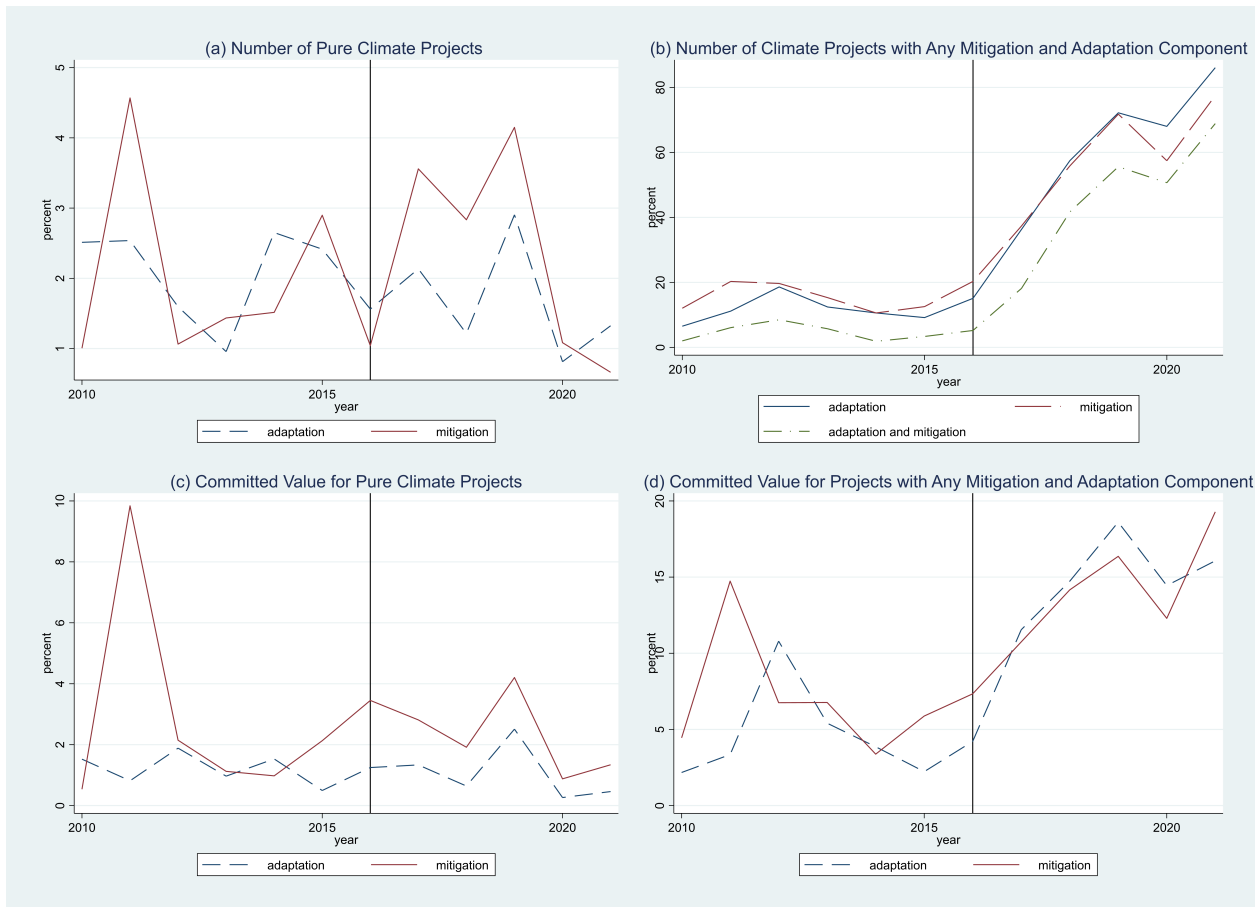 (a) Number of Pure Climate Projects
5
4
3
2
1
percent
2010 2015 2020
year
adaptation mitigation
(b) Number of Climate Projects with Any Mitigation and Adaptation Component
80
60
40
20
0
percent
2010 2015 2020
year
adaptation mitigation
adaptation and mitigation
(c) Committed Value for Pure Climate Projects
10
8
6
4
2
0
percent
2010 2015 2020
year
adaptation mitigation
(d) Committed Value for Projects with Any Mitigation and Adaptation Component
20
15
10
5
0
percent
2010 2015 2020
year
adaptation mitigation